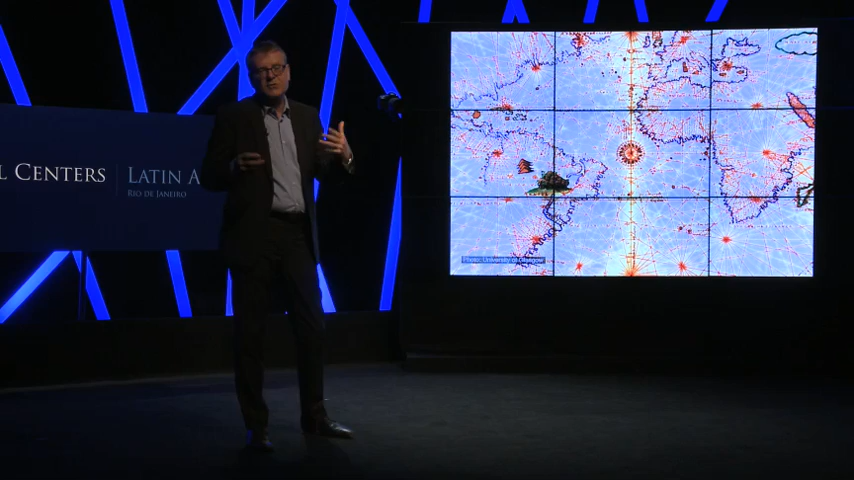 L CENTERS
LATIN A
RIO DE JANEIRO
Photo: University of Glasgow